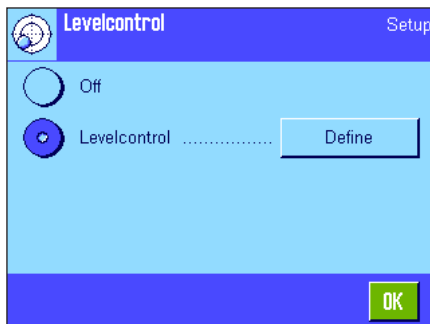 Levelcontrol Setup
Off
Levelcontrol ................. Define
OK